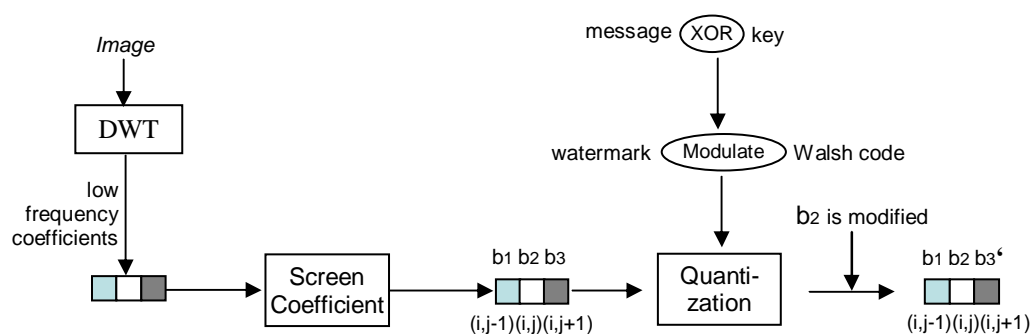 Image
message XOR key
DWT
watermark Modulate Walsh code
low
frequency
coefficients
b2 is modified
b1 b2 b3
b1 b2 b3‘
Screen
Coefficient
Quanti-
zation
(i,j-1)(i,j)(i,j+1)
(i,j-1)(i,j)(i,j+1)